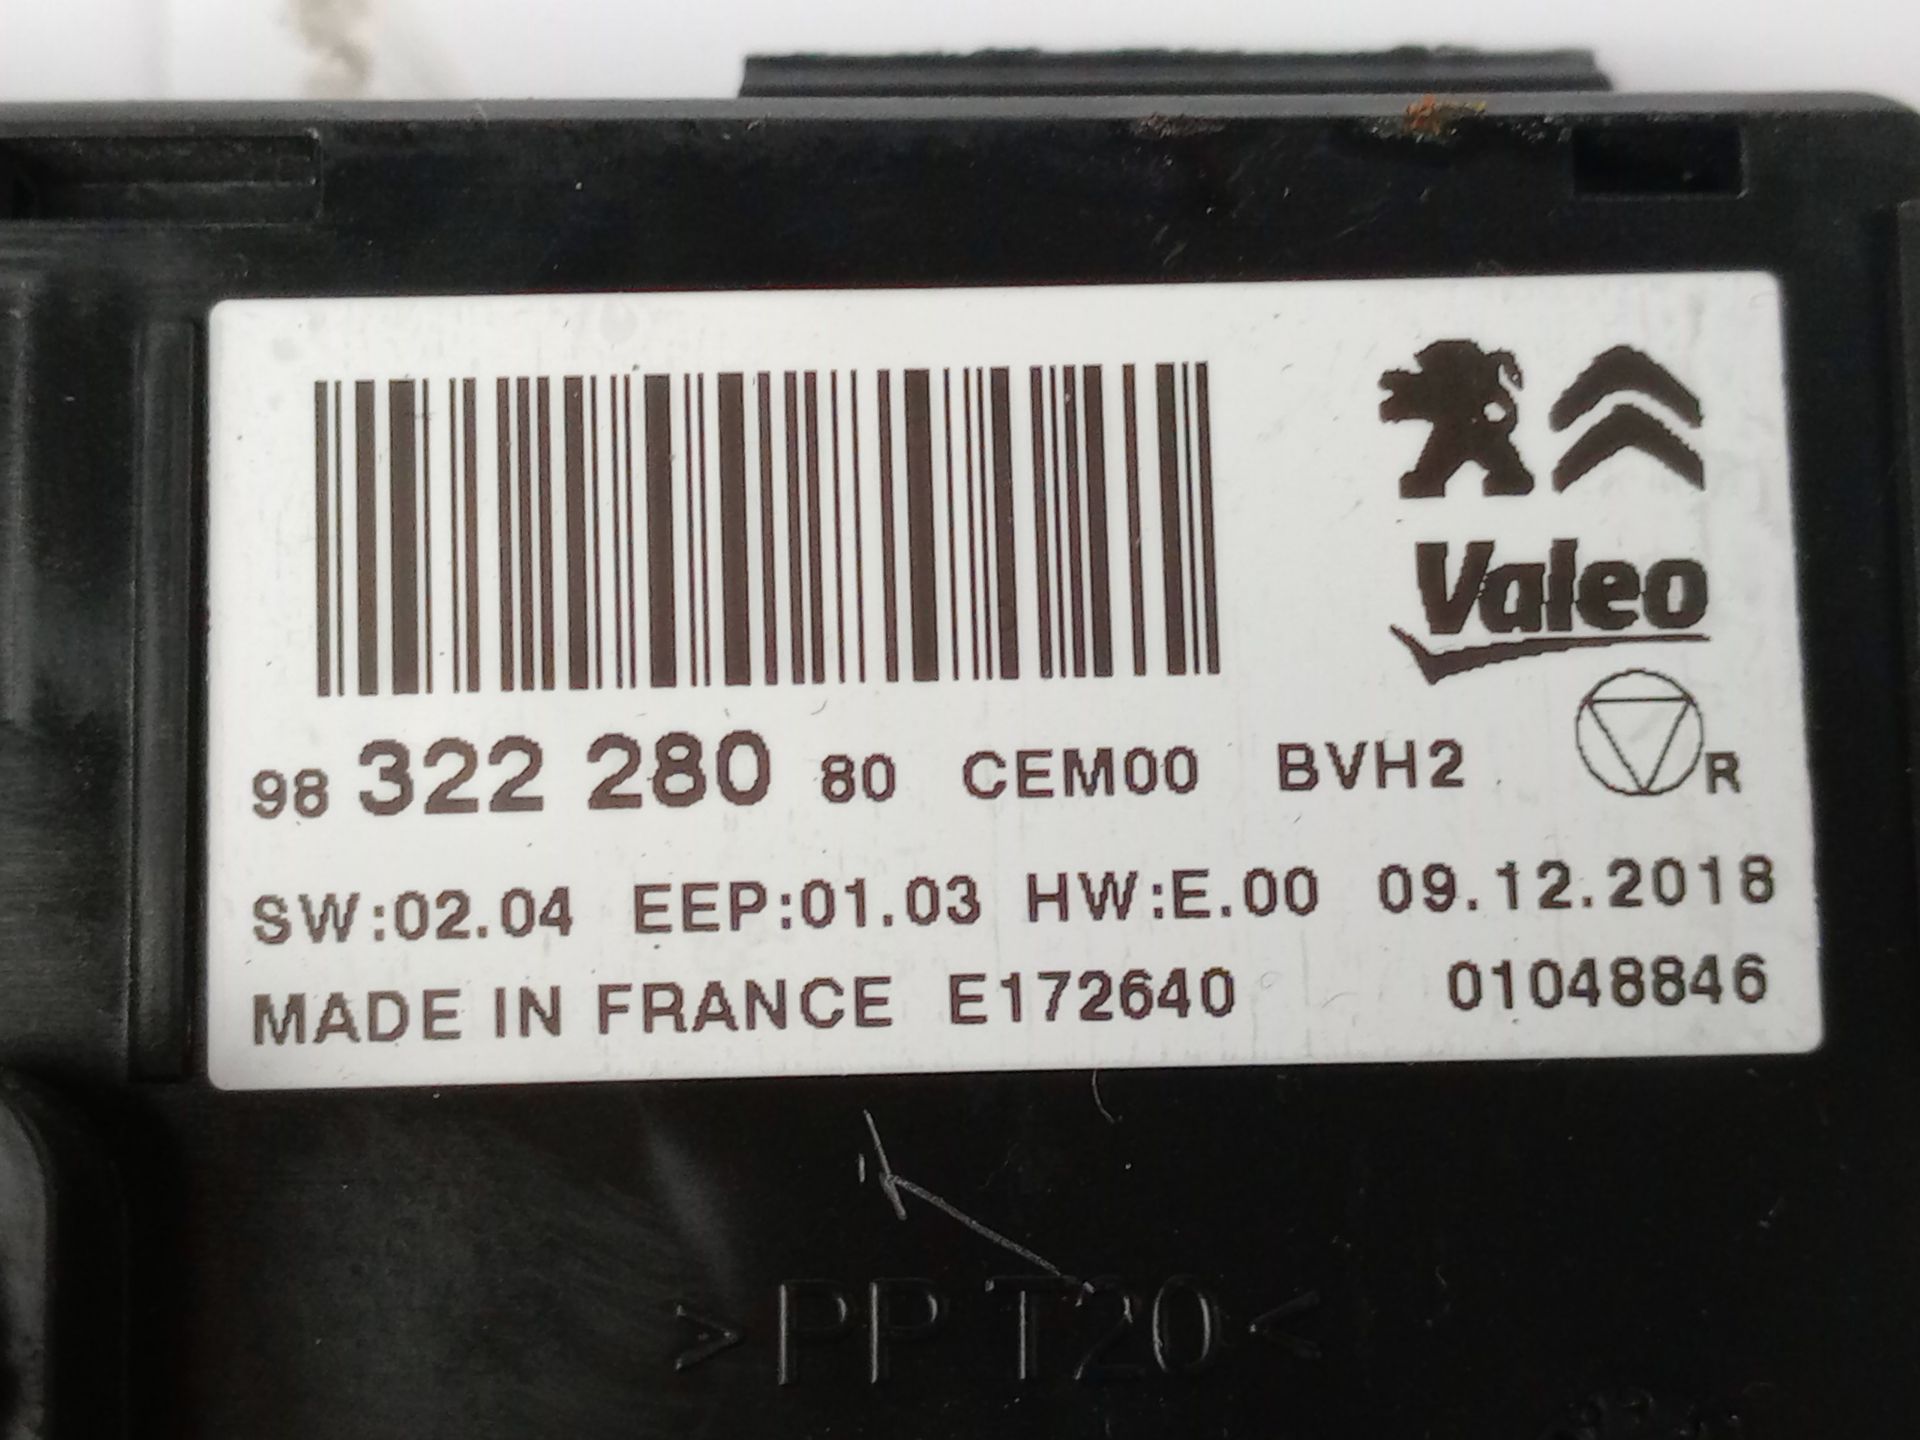 Valeo
98 322 280 80 CEM00 BVH2 R
SW:02.04 EEP:01.03 HW:E.00 09.12.2018
MADE IN FRANCE E172640 01048846
>PP T20<